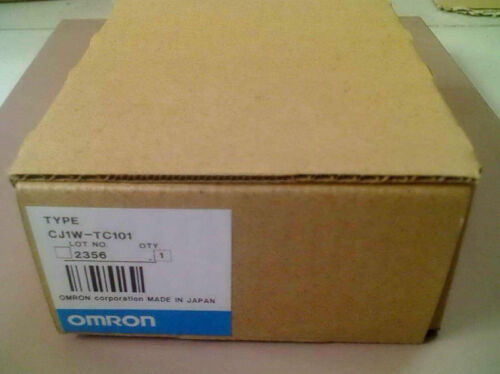 TYPE
CJ1W-TC101
LOT NO. QTY
2356 1
OMRON corporation MADE IN JAPAN
OMRON